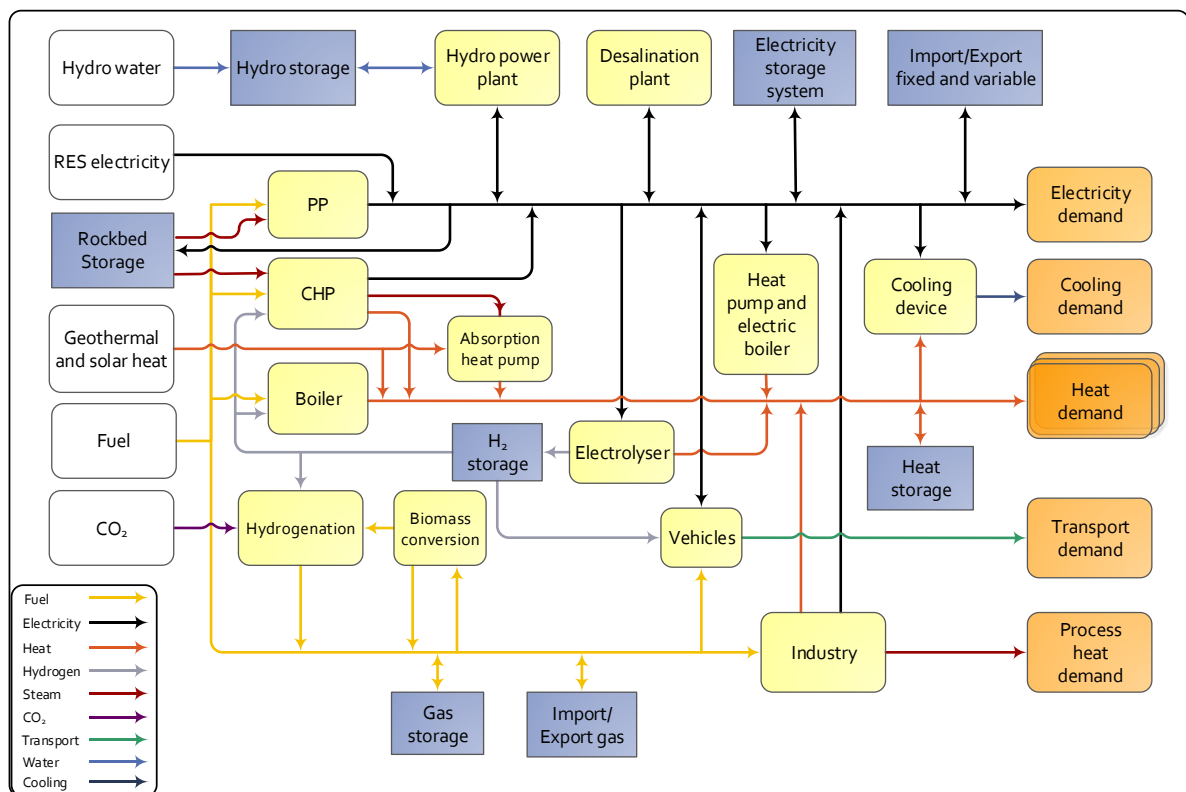 Hydro water
Hydro storage
Hydro power
plant
Desalination
plant
Electricity
storage
system
Import/Export
fixed and variable
RES electricity
PP
Electricity
demand
Rockbed
Storage
CHP
Heat
pump and
electric
boiler
Cooling
device
Cooling
demand
Geothermal
and solar heat
Absorption
heat pump
Boiler
Heat
demand
Fuel
H₂
storage
Electrolyser
Heat
storage
CO₂
Hydrogenation
Biomass
conversion
Vehicles
Transport
demand
Industry
Process
heat
demand
Gas
storage
Import/
Export gas
Fuel
Electricity
Heat
Hydrogen
Steam
CO₂
Transport
Water
Cooling